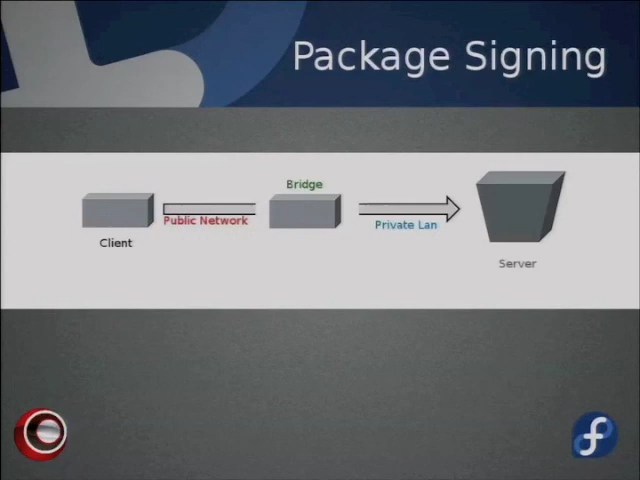 Package Signing
Bridge
Public Network
Private Lan
Client
Server